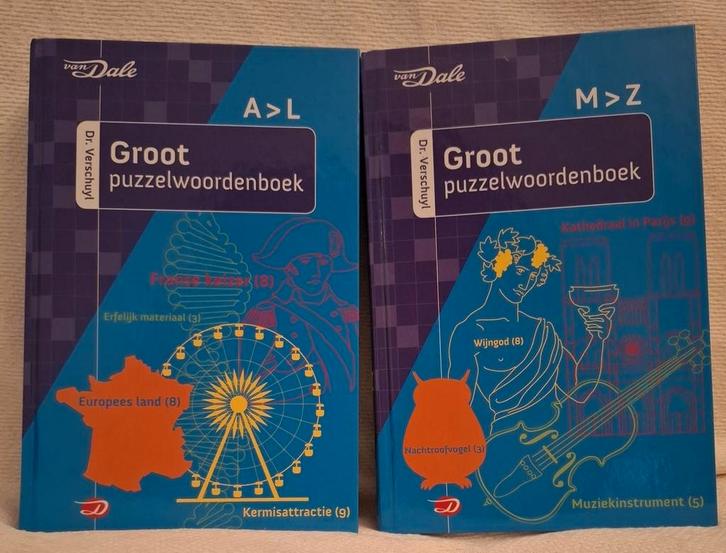 van Dale
A > L
Dr. Verschuyl
Groot
puzzelwoordenboek
Franse keizer (8)
Erfelijk materiaal (3)
Europees land (8)
Kermisattractie (9)
van Dale
M > Z
Dr. Verschuyl
Groot
puzzelwoordenboek
Kathedraal in Parijs (9)
Wijngod (8)
Nachtroofvogel (3)
Muziekinstrument (5)